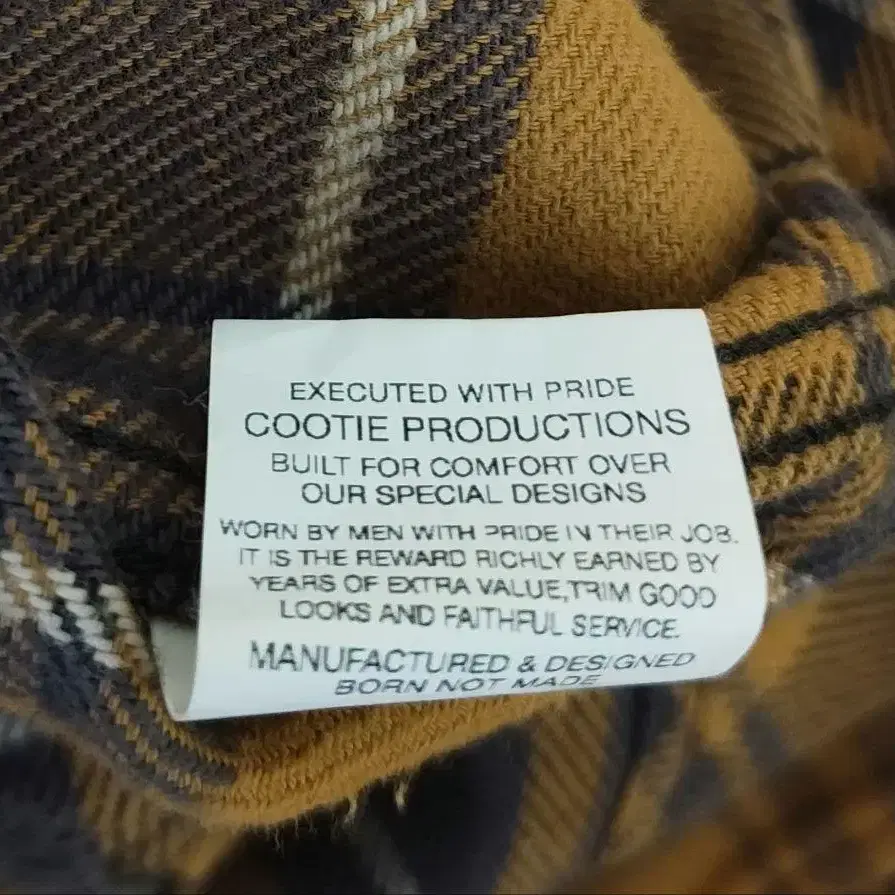 EXECUTED WITH PRIDE
COOTIE PRODUCTIONS
BUILT FOR COMFORT OVER
OUR SPECIAL DESIGNS
WORN BY MEN WITH PRIDE IN THEIR JOB.
IT IS THE REWARD RICHLY EARNED BY
YEARS OF EXTRA VALUE,TRIM GOOD
LOOKS AND FAITHFUL SERVICE.
MANUFACTURED & DESIGNED
BORN NOT MADE